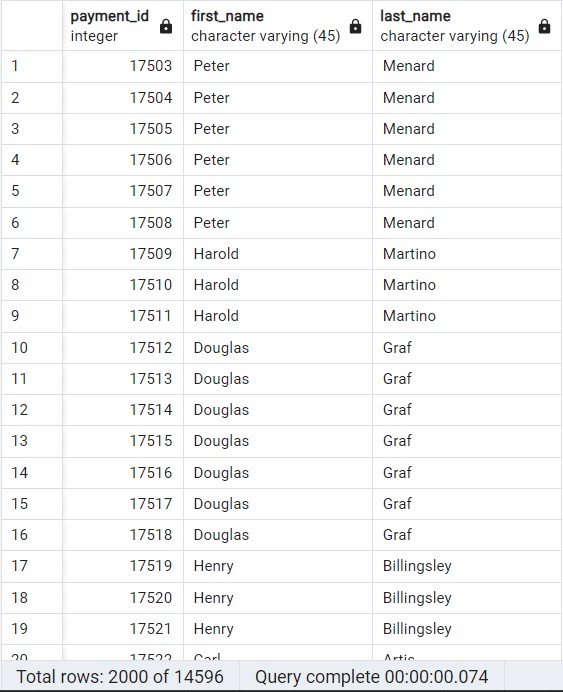 payment_id first_name last_name
integer character varying (45) character varying (45)
1 17503 Peter Menard
2 17504 Peter Menard
3 17505 Peter Menard
4 17506 Peter Menard
5 17507 Peter Menard
6 17508 Peter Menard
7 17509 Harold Martino
8 17510 Harold Martino
9 17511 Harold Martino
10 17512 Douglas Graf
11 17513 Douglas Graf
12 17514 Douglas Graf
13 17515 Douglas Graf
14 17516 Douglas Graf
15 17517 Douglas Graf
16 17518 Douglas Graf
17 17519 Henry Billingsley
18 17520 Henry Billingsley
19 17521 Henry Billingsley
20 17522 Carl Artis
Total rows: 2000 of 14596 Query complete 00:00:00.074